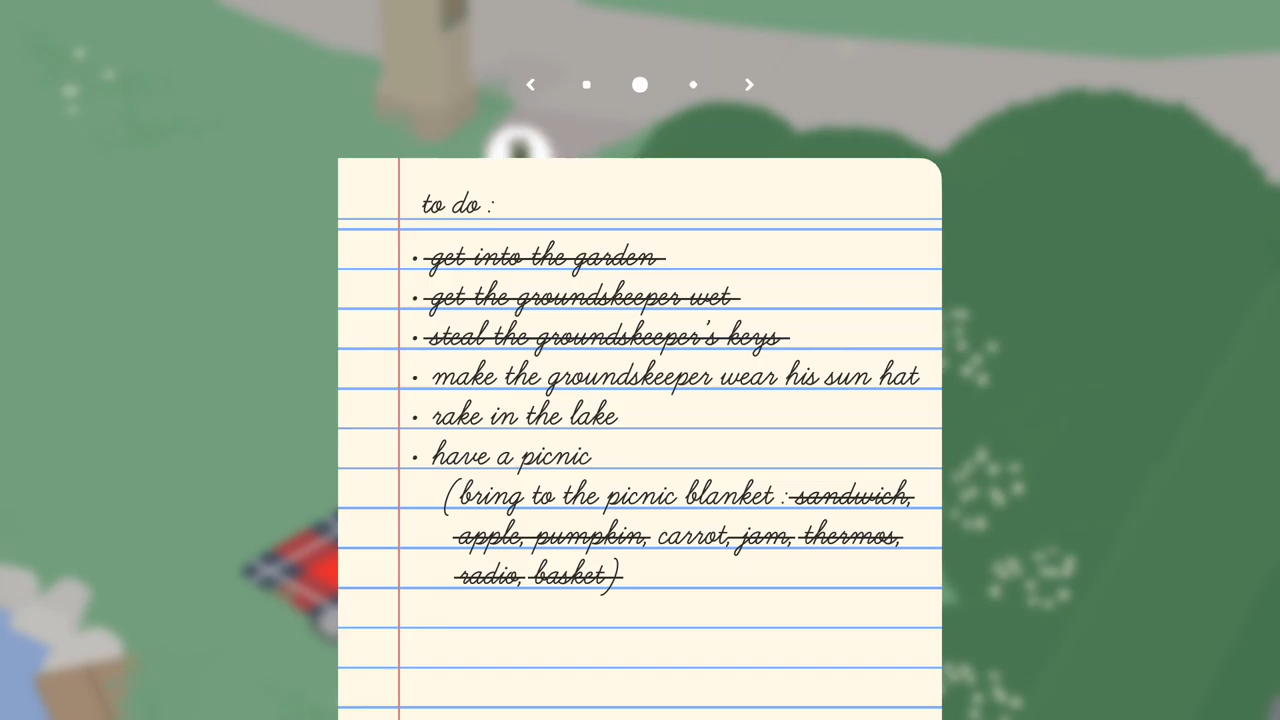 to do :
• get into the garden
• get the groundskeeper wet
• steal the groundskeeper's keys
• make the groundskeeper wear his sun hat
• rake in the lake
• have a picnic
(bring to the picnic blanket : sandwich,
apple, pumpkin, carrot, jam, thermos,
radio, basket)